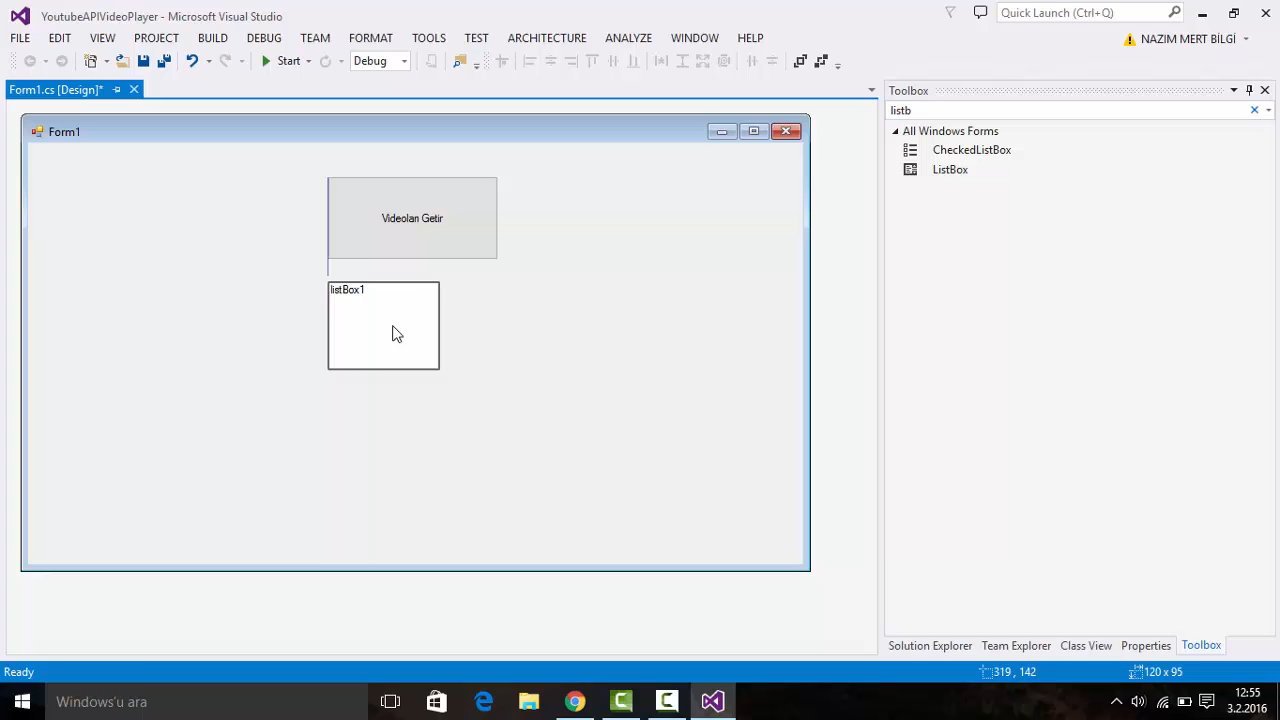 YoutubeAPIVideoPlayer - Microsoft Visual Studio
Quick Launch (Ctrl+Q)
FILE EDIT VIEW PROJECT BUILD DEBUG TEAM FORMAT TOOLS TEST ARCHITECTURE ANALYZE WINDOW HELP
NAZIM MERT BİLGİ
Start
Debug
Form1.cs [Design]*
Toolbox
listb
All Windows Forms
CheckedListBox
ListBox
Form1
Videoları Getir
listBox1
Solution Explorer Team Explorer Class View Properties Toolbox
Ready
319 , 142
120 x 95
Windows'u ara
12:55
3.2.2016